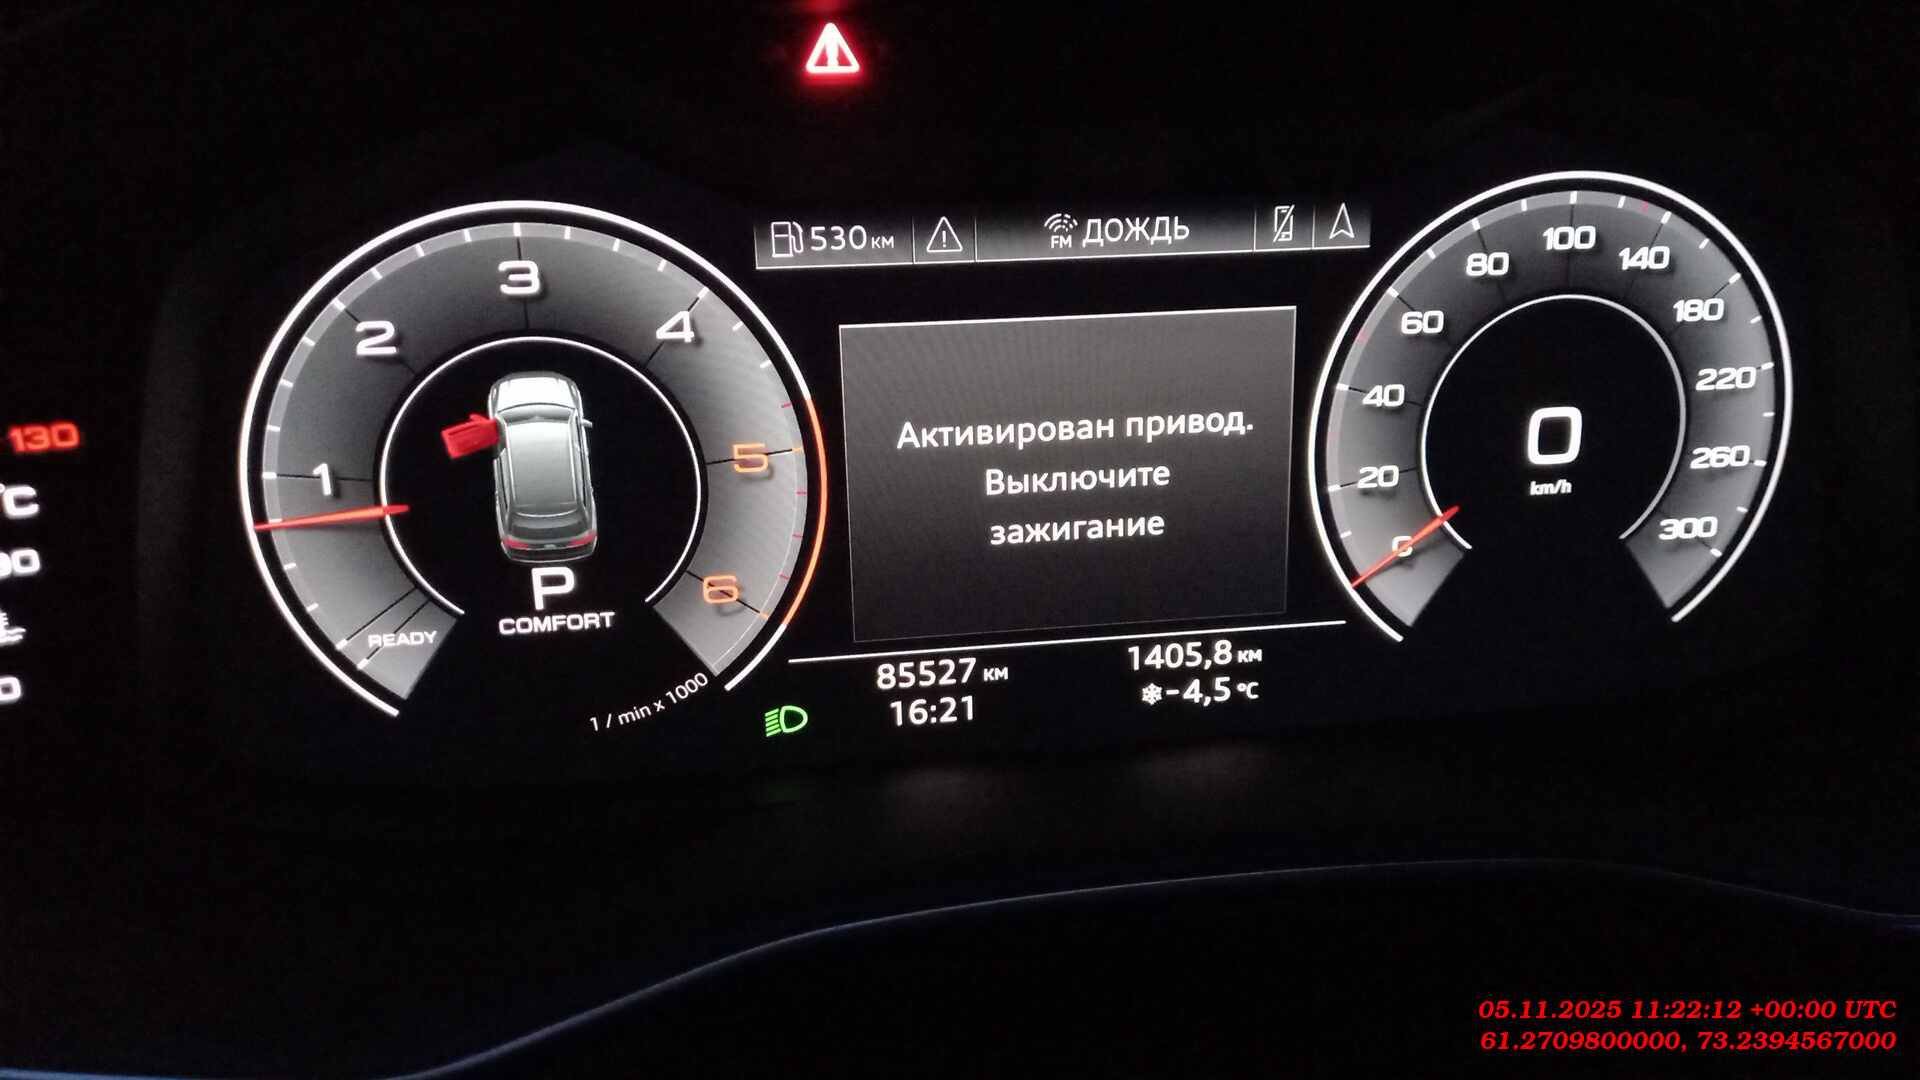 530 км
FM ДОЖДЬ
3
2
4
1
5
6
READY
P
COMFORT
1 / min x 1000
130
°C
90
0
Активирован привод.
Выключите
зажигание
85527 км
1405,8 км
16:21
-4,5 °C
0
20
40
60
80
100
140
180
220
260
300
0
km/h
05.11.2025 11:22:12 +00:00 UTC
61.2709800000, 73.2394567000